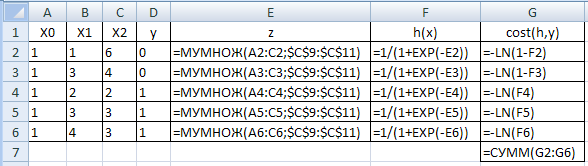 A B C D E F G
1 X0 X1 X2 y z h(x) cost(h,y)
2 1 1 6 0 =МУМНОЖ(A2:C2;$C$9:$C$11) =1/(1+EXP(-E2)) =-LN(1-F2)
3 1 3 4 0 =МУМНОЖ(A3:C3;$C$9:$C$11) =1/(1+EXP(-E3)) =-LN(1-F3)
4 1 2 2 1 =МУМНОЖ(A4:C4;$C$9:$C$11) =1/(1+EXP(-E4)) =-LN(F4)
5 1 3 3 1 =МУМНОЖ(A5:C5;$C$9:$C$11) =1/(1+EXP(-E5)) =-LN(F5)
6 1 4 3 1 =МУМНОЖ(A6:C6;$C$9:$C$11) =1/(1+EXP(-E6)) =-LN(F6)
7 =СУММ(G2:G6)